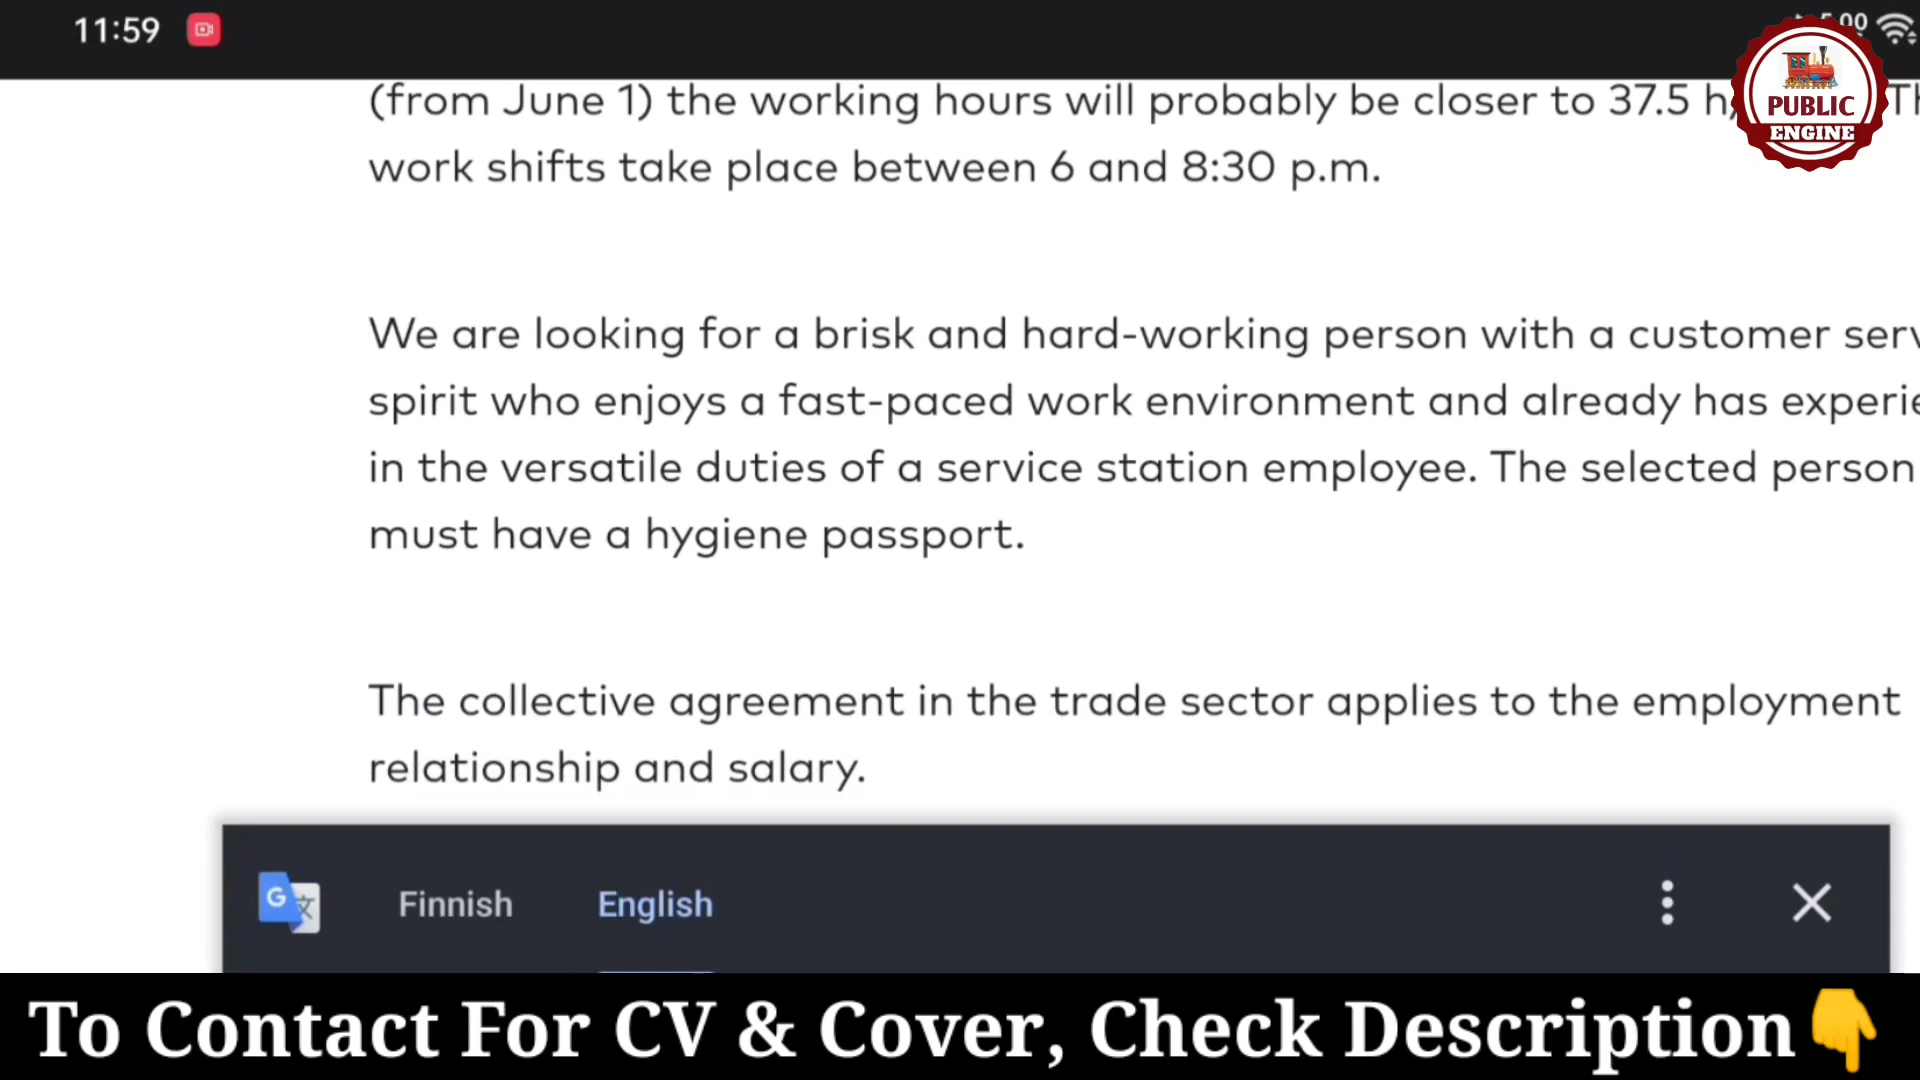 11:59
5.00
(from June 1) the working hours will probably be closer to 37.5
work shifts take place between 6 and 8:30 p.m.
We are looking for a brisk and hard-working person with a customer
spirit who enjoys a fast-paced work environment and already has
in the versatile duties of a service station employee. The selected person
must have a hygiene passport.
The collective agreement in the trade sector applies to the employment
relationship and salary.
PUBLIC
ENGINE
Finnish English
To Contact For CV & Cover, Check Description